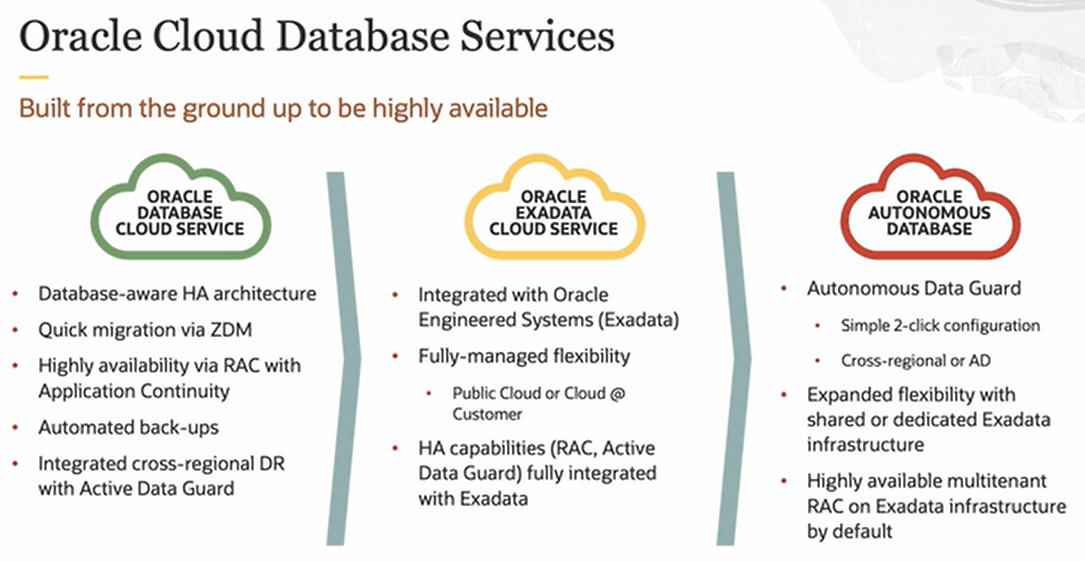 Oracle Cloud Database Services
Built from the ground up to be highly available
ORACLE
DATABASE
CLOUD SERVICE
• Database-aware HA architecture
• Quick migration via ZDM
• Highly availability via RAC with
Application Continuity
• Automated back-ups
• Integrated cross-regional DR
with Active Data Guard
ORACLE
EXADATA
CLOUD SERVICE
• Integrated with Oracle
Engineered Systems (Exadata)
• Fully-managed flexibility
• Public Cloud or Cloud @
Customer
• HA capabilities (RAC, Active
Data Guard) fully integrated
with Exadata
ORACLE
AUTONOMOUS
DATABASE
• Autonomous Data Guard
• Simple 2-click configuration
• Cross-regional or AD
• Expanded flexibility with
shared or dedicated Exadata
infrastructure
• Highly available multitenant
RAC on Exadata infrastructure
by default